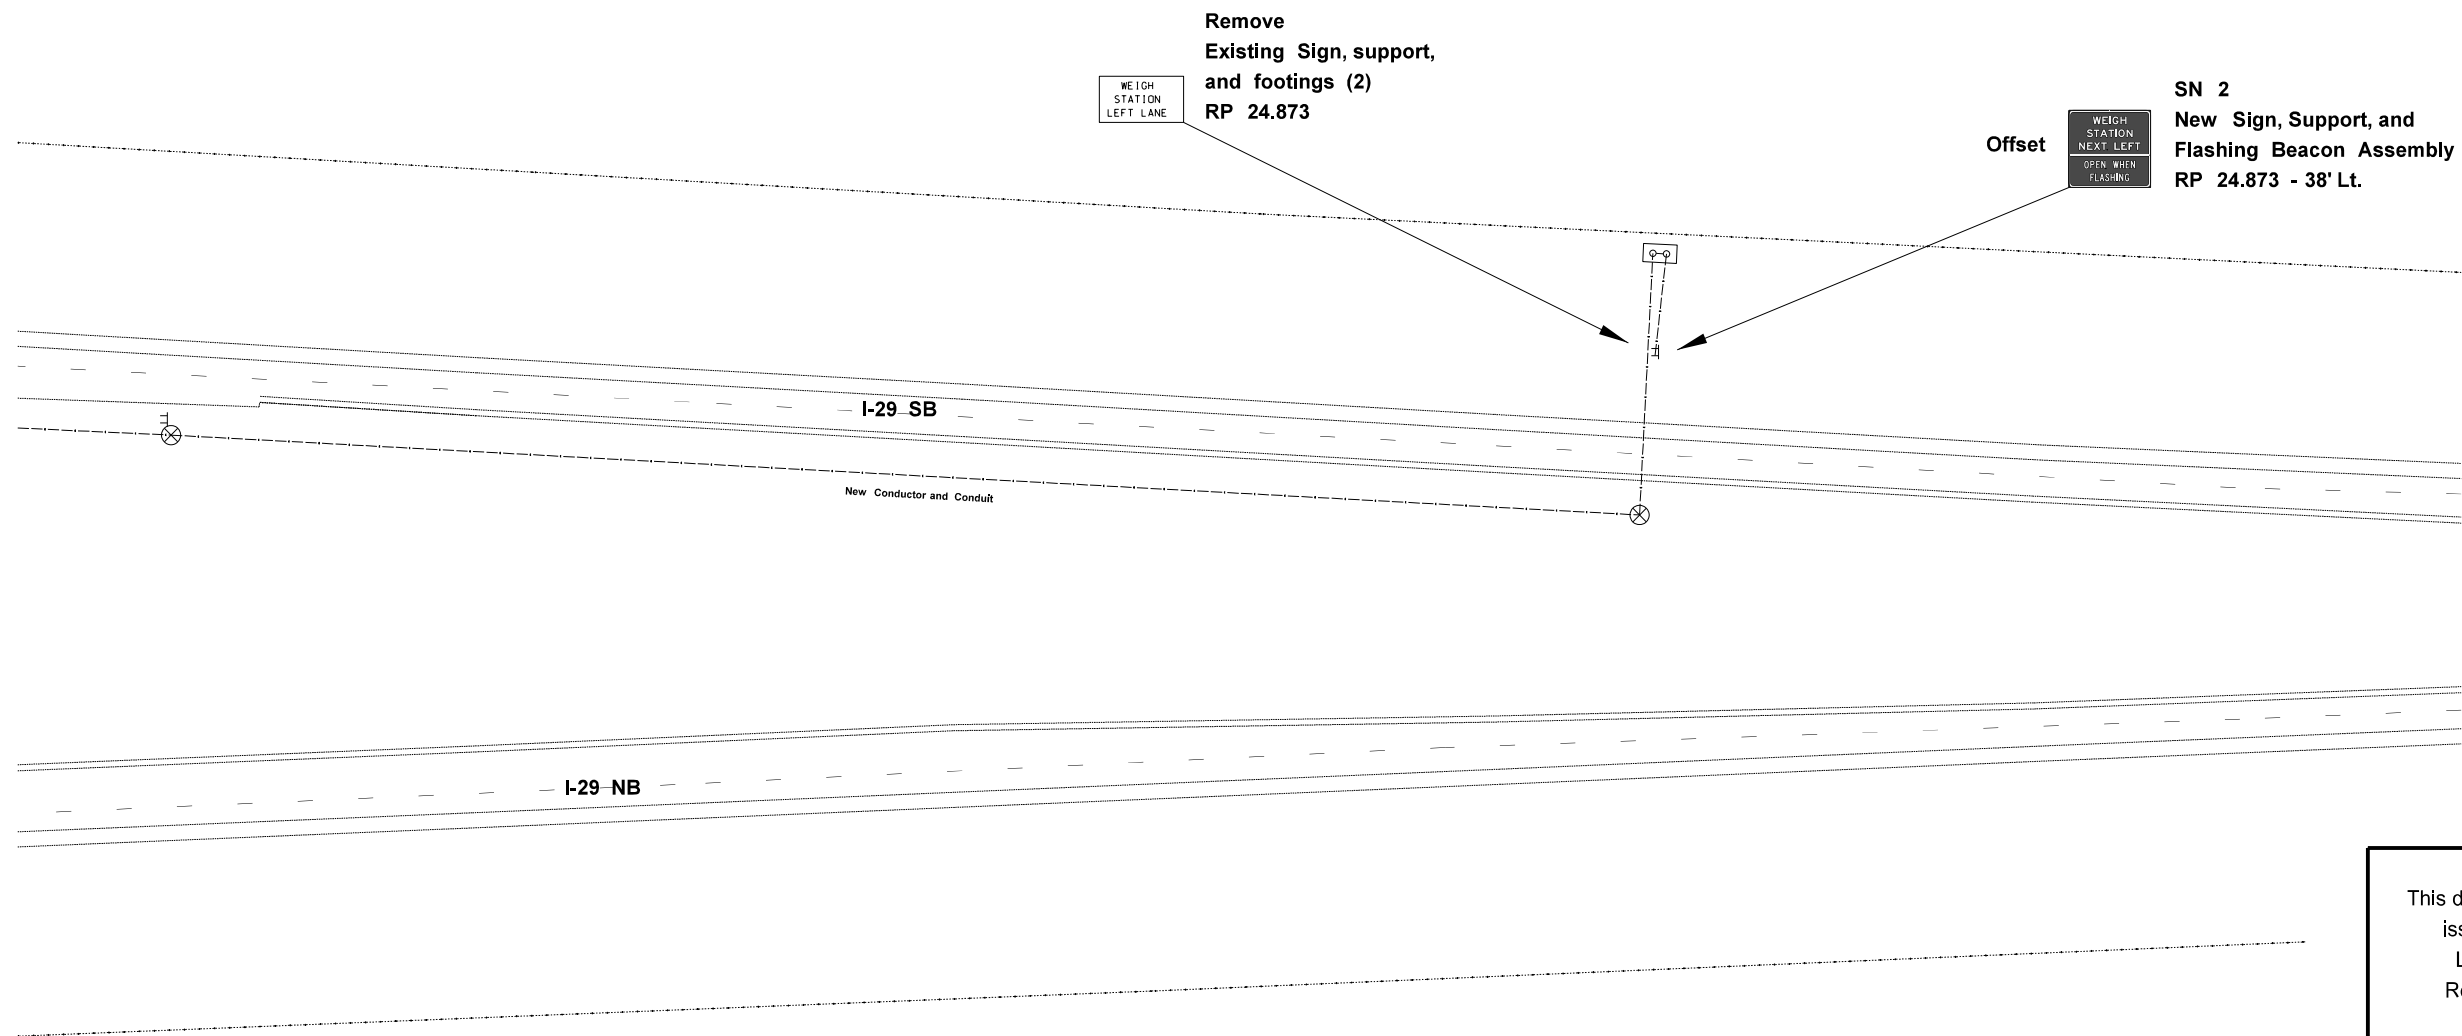 Remove
Existing Sign, support,
and footings (2)
RP 24.873
WEIGH
STATION
LEFT LANE
SN 2
New Sign, Support, and
Flashing Beacon Assembly
RP 24.873 - 38' Lt.
Offset
WEIGH
STATION
NEXT LEFT
OPEN WHEN
FLASHING
I-29 SB
New Conductor and Conduit
I-29 NB
This d
iss
L
Re